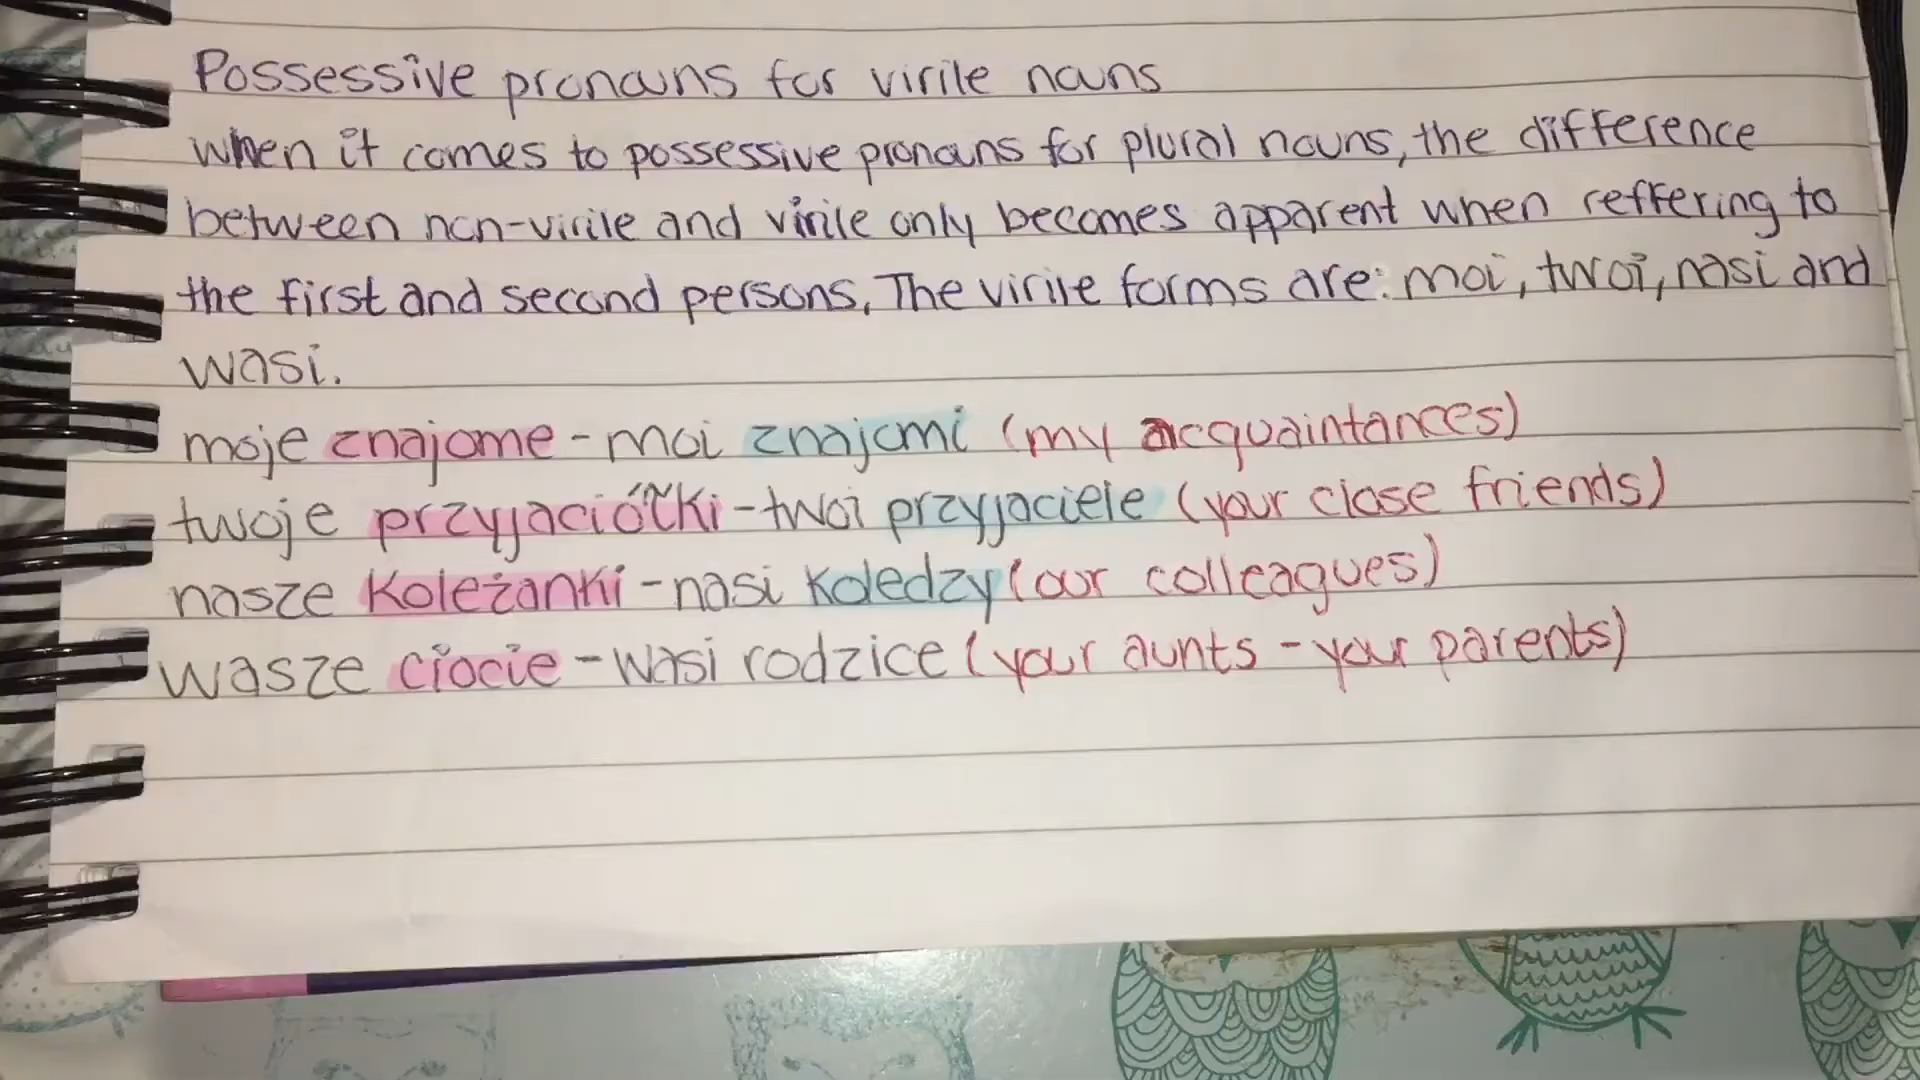 Possessive pronouns for virile nouns
when it comes to possessive pronouns for plural nouns, the difference
between non-virile and virile only becomes apparent when reffering to
the first and second persons. The virile forms are: moi, twoi, nasi and
wasi.
moje znajome - moi znajomi (my acquaintances)
twoje przyjaciółki - twoi przyjaciele (your close friends)
nasze koleżanki - nasi koledzy (our colleagues)
wasze ciocie - wasi rodzice (your aunts - your parents)